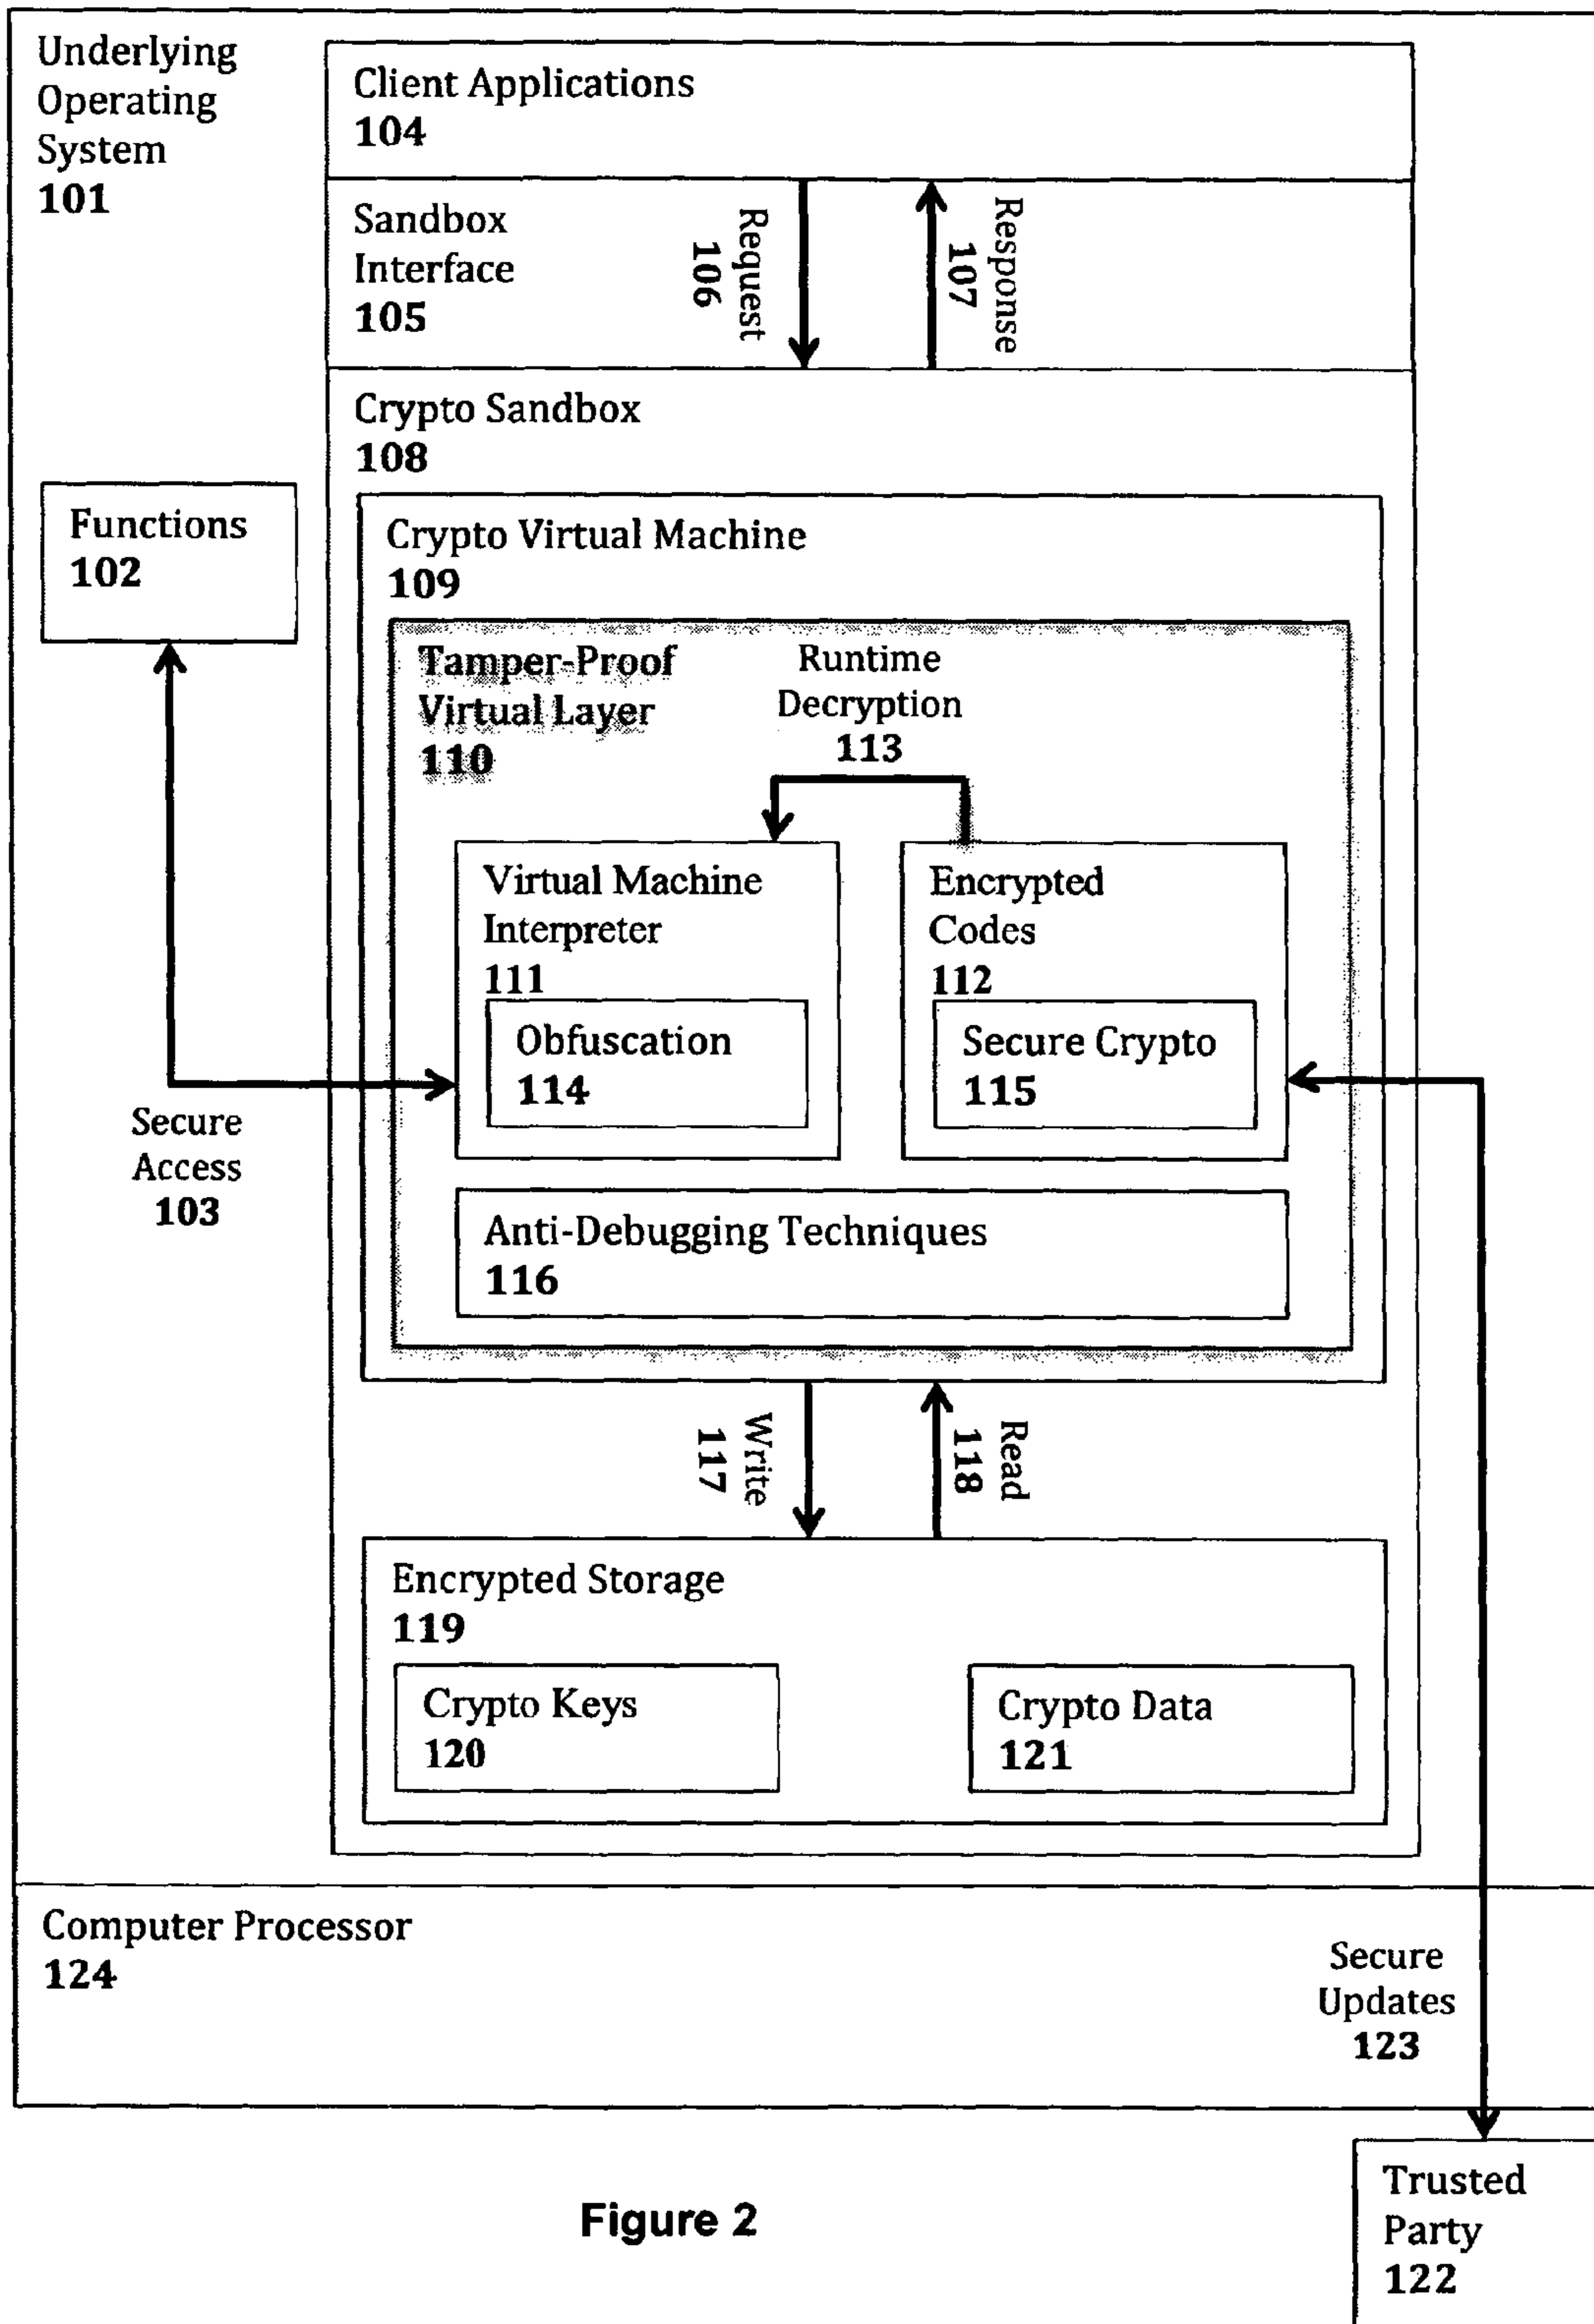 Underlying
Operating
System
101
Client Applications
104
Sandbox
Interface
105
Request
106
Response
107
Crypto Sandbox
108
Functions
102
Crypto Virtual Machine
109
Tamper-Proof
Virtual Layer
110
Runtime
Decryption
113
Virtual Machine
Interpreter
111
Obfuscation
114
Encrypted
Codes
112
Secure Crypto
115
Secure
Access
103
Anti-Debugging Techniques
116
Write
117
Read
118
Encrypted Storage
119
Crypto Keys
120
Crypto Data
121
Computer Processor
124
Secure
Updates
123
Trusted
Party
122
Figure 2